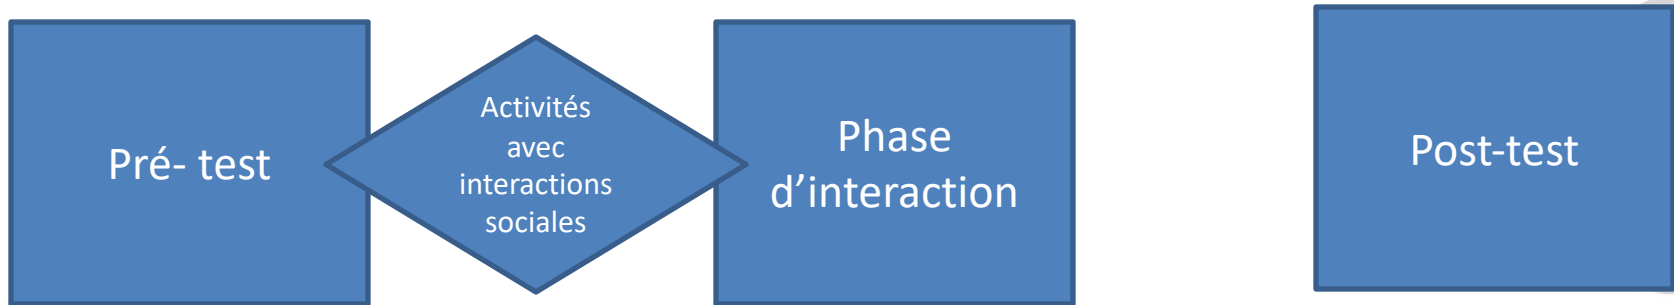 Pré- test
Activités
avec
interactions
sociales
Phase
d’interaction
Post-test